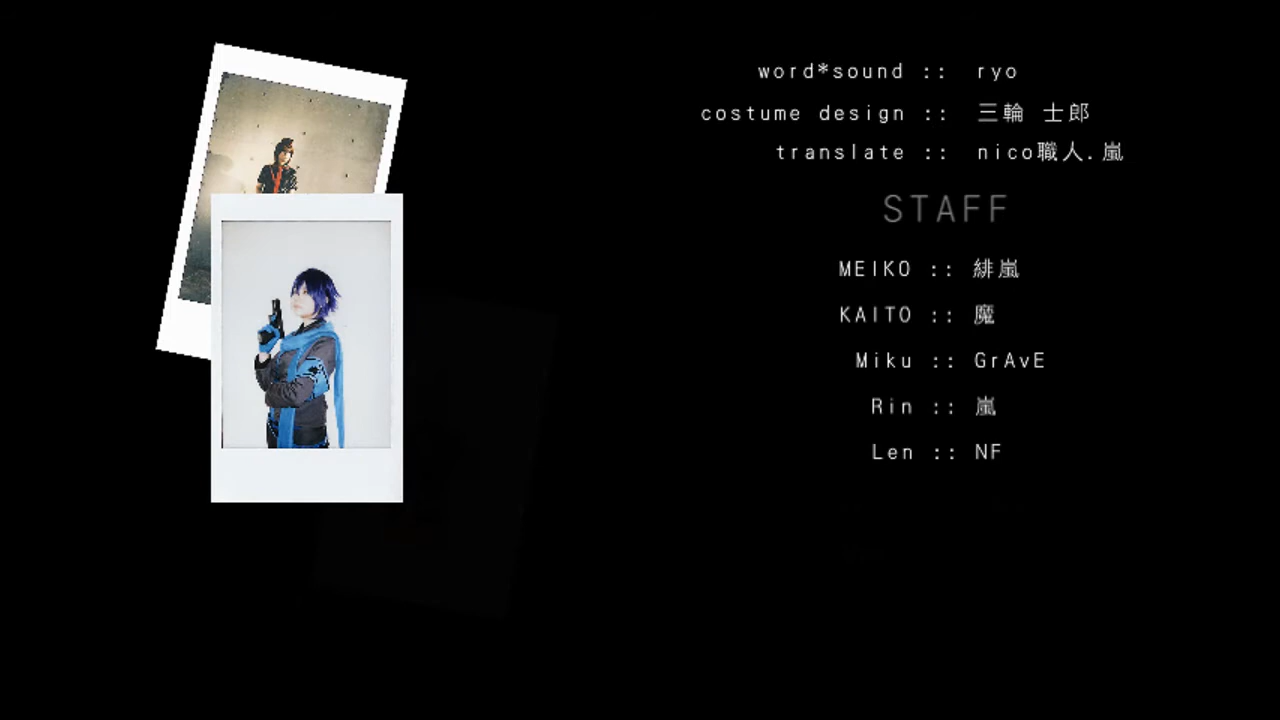 word*sound :: ryo
costume design :: 三輪 士郎
translate :: nico職人.嵐
STAFF
MEIKO :: 緋嵐
KAITO :: 魔
Miku :: GrAvE
Rin :: 嵐
Len :: NF